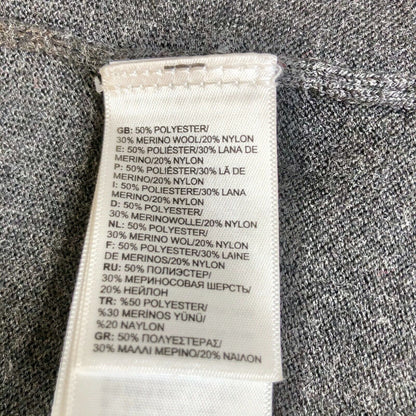 GB: 50% POLYESTER/
30% MERINO WOOL/20% NYLON
E: 50% POLIÉSTER/30% LANA DE
MERINO/20% NYLON
P: 50% POLIÉSTER/30% LÃ DE
MERINO/20% NYLON
I: 50% POLIESTERE/30% LANA
MERINO/20% NYLON
D: 50% POLYESTER/
30% MERINOWOLLE/20% NYLON
NL: 50% POLYESTER/
30% MERINO WOL/20% NYLON
F: 50% POLYESTER/30% LAINE
DE MERINOS/20% NYLON
RU: 50% ПОЛИЭСТЕР/
30% МЕРИНОСОВАЯ ШЕРСТЬ/
20% НЕЙЛОН
TR: %50 POLYESTER/
%30 MERİNOS YÜNÜ/
%20 NAYLON
GR: 50% ΠΟΛΥΕΣΤΕΡΑΣ/
30% ΜΑΛΛΙ ΜΕΡΙΝΟ/20% ΝΑΙΛΟΝ